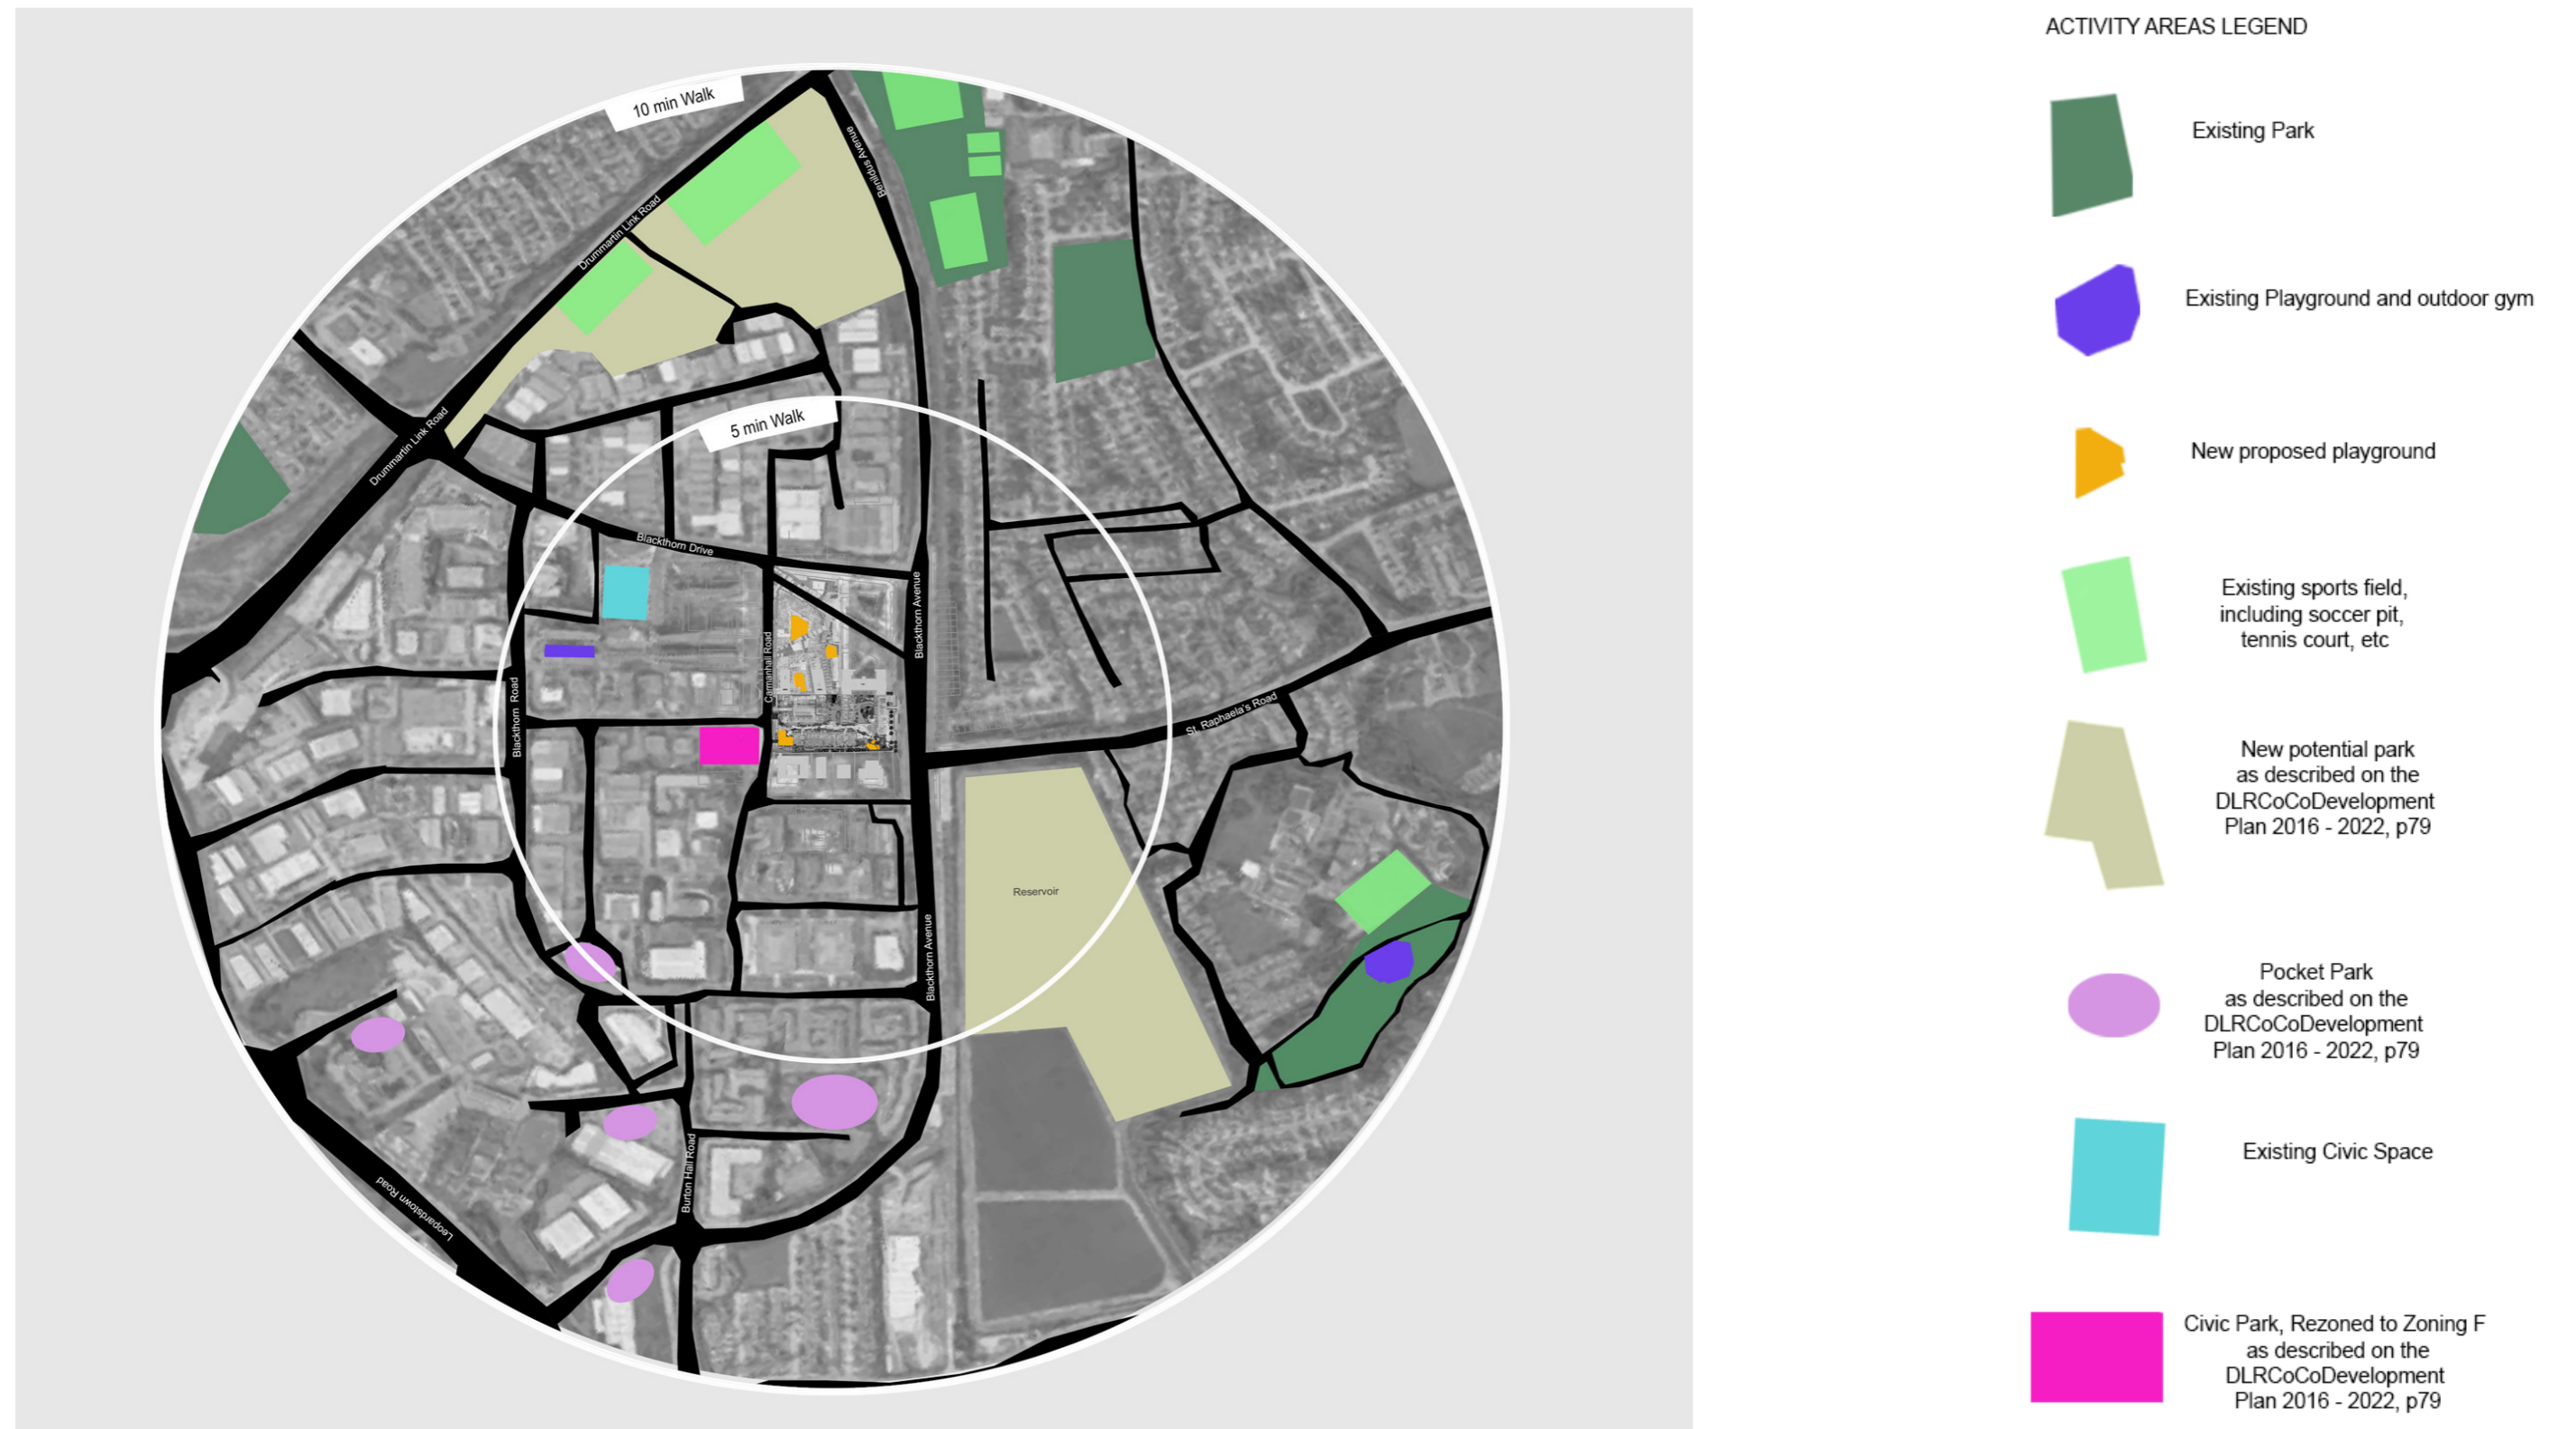 ACTIVITY AREAS LEGEND
10 min Walk
Benildus Avenue
Existing Park
Drummartin Link Road
Existing Playground and outdoor gym
5 min Walk
Drummartin Link Road
New proposed playground
Blackthorn Drive
Existing sports field,
including soccer pit,
tennis court, etc
Blackthorn Avenue
Carmanhall Road
Blackthorn Road
St. Raphaela's Road
New potential park
as described on the
DLRCoCoDevelopment
Plan 2016 - 2022, p79
Reservoir
Blackthorn Avenue
Pocket Park
as described on the
DLRCoCoDevelopment
Plan 2016 - 2022, p79
Burton Hall Road
Leopardstown Road
Existing Civic Space
Civic Park, Rezoned to Zoning F
as described on the
DLRCoCoDevelopment
Plan 2016 - 2022, p79